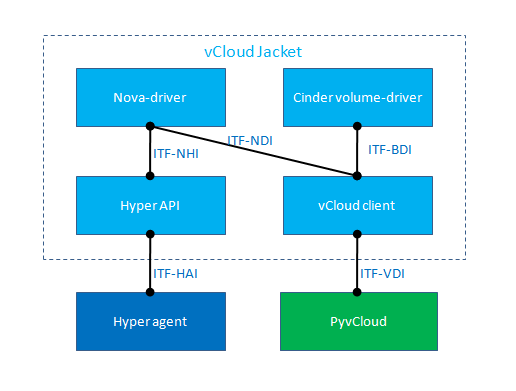 vCloud Jacket
Nova-driver
Cinder volume-driver
ITF-NDI
ITF-NHI
ITF-BDI
Hyper API
vCloud client
ITF-HAI
ITF-VDI
Hyper agent
PyvCloud